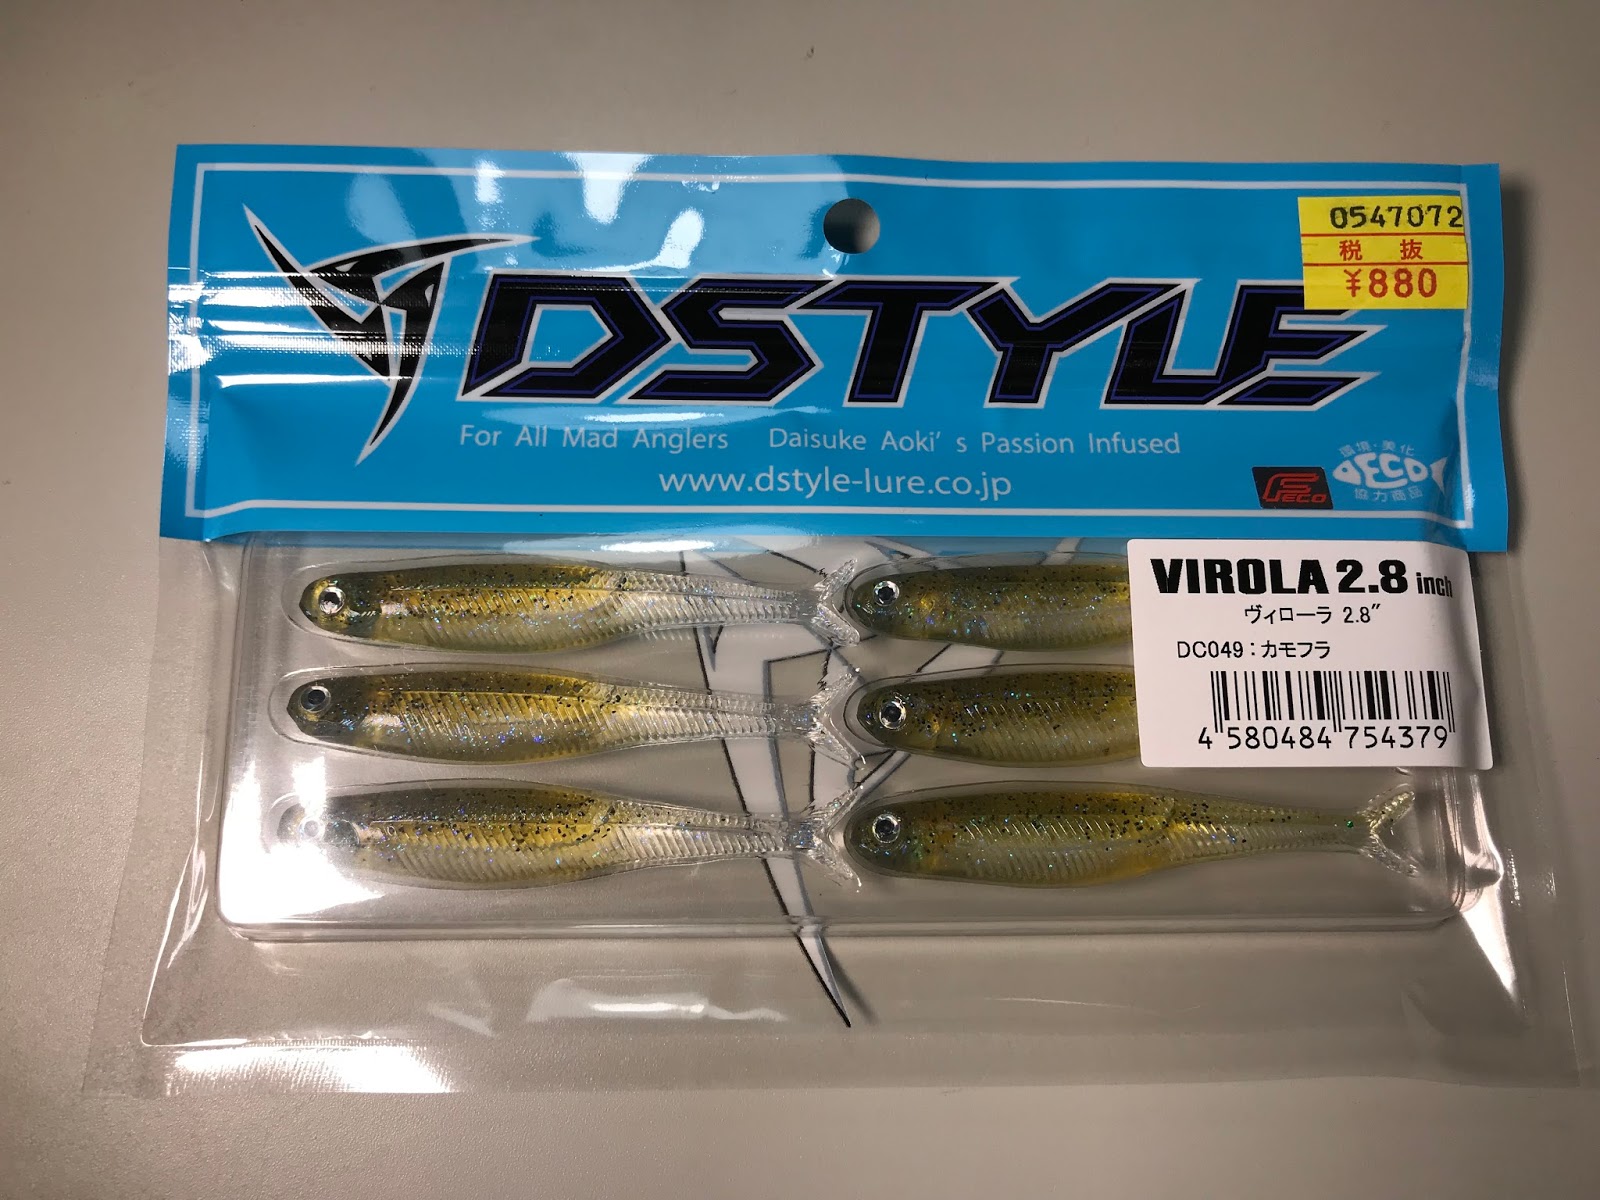 0547072
税 抜
¥880
DSTYLE
For All Mad Anglers Daisuke Aoki's Passion Infused
www.dstyle-lure.co.jp
FECO
環境・美化
DECOS
協力商品
VIROLA 2.8 inch
ヴィローラ 2.8"
DC049:カモフラ
4 580484 754379